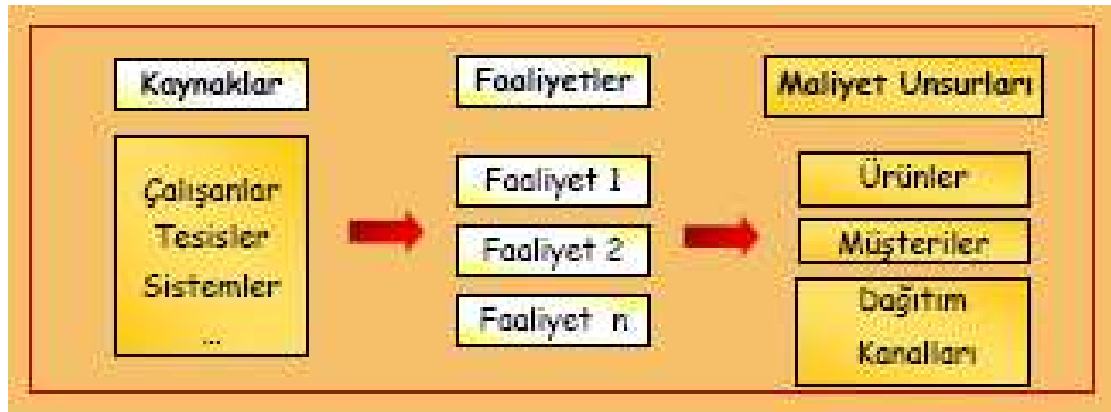 Kaynaklar
Çalışanlar
Tesisler
Sistemler
...
Faaliyetler
Faaliyet 1
Faaliyet 2
Faaliyet n
Maliyet Unsurları
Ürünler
Müşteriler
Dağıtım
Kanalları